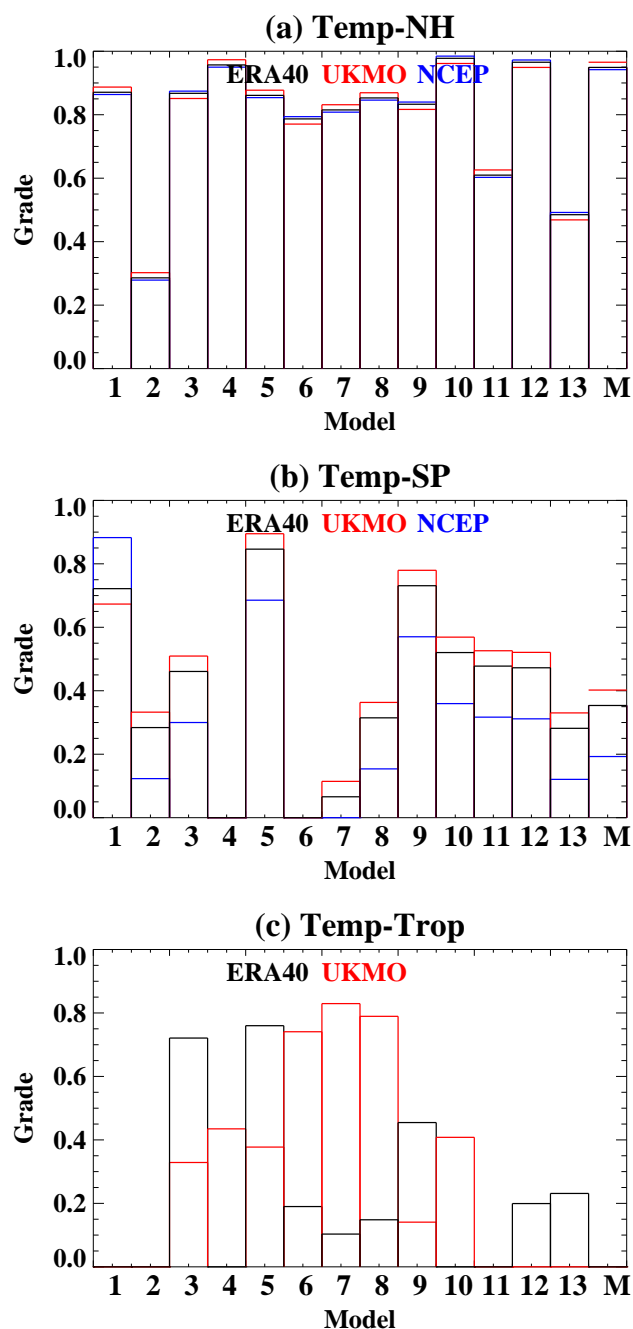 (a) Temp-NH
1.0
ERA40 UKMO NCEP
0.8
0.6
Grade
0.4
0.2
0.0
1 2 3 4 5 6 7 8 9 10 11 12 13 M
Model
(b) Temp-SP
1.0
ERA40 UKMO NCEP
0.8
0.6
Grade
0.4
0.2
0.0
1 2 3 4 5 6 7 8 9 10 11 12 13 M
Model
(c) Temp-Trop
1.0
ERA40 UKMO
0.8
0.6
Grade
0.4
0.2
0.0
1 2 3 4 5 6 7 8 9 10 11 12 13 M
Model